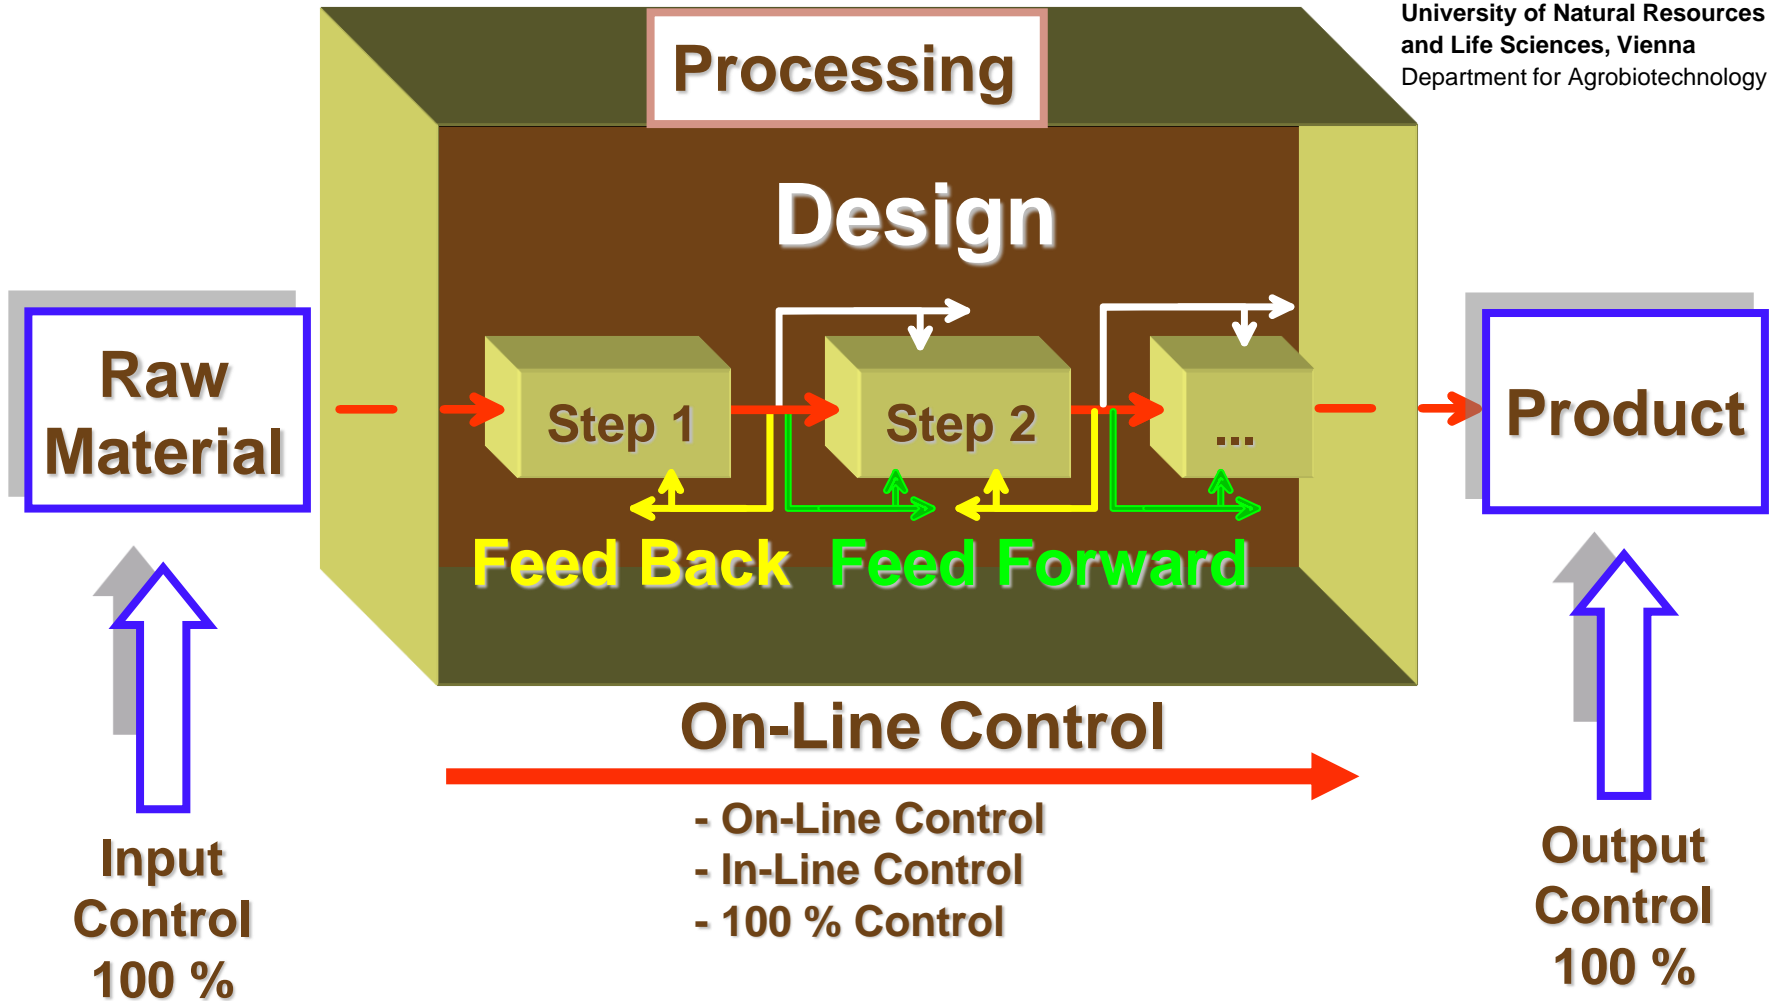 University of Natural Resources
and Life Sciences, Vienna
Department for Agrobiotechnology
Processing
Design
Raw
Material
Step 1
Step 2
...
Product
Feed Back
Feed Forward
On-Line Control
- On-Line Control
- In-Line Control
- 100 % Control
Input
Control
100 %
Output
Control
100 %